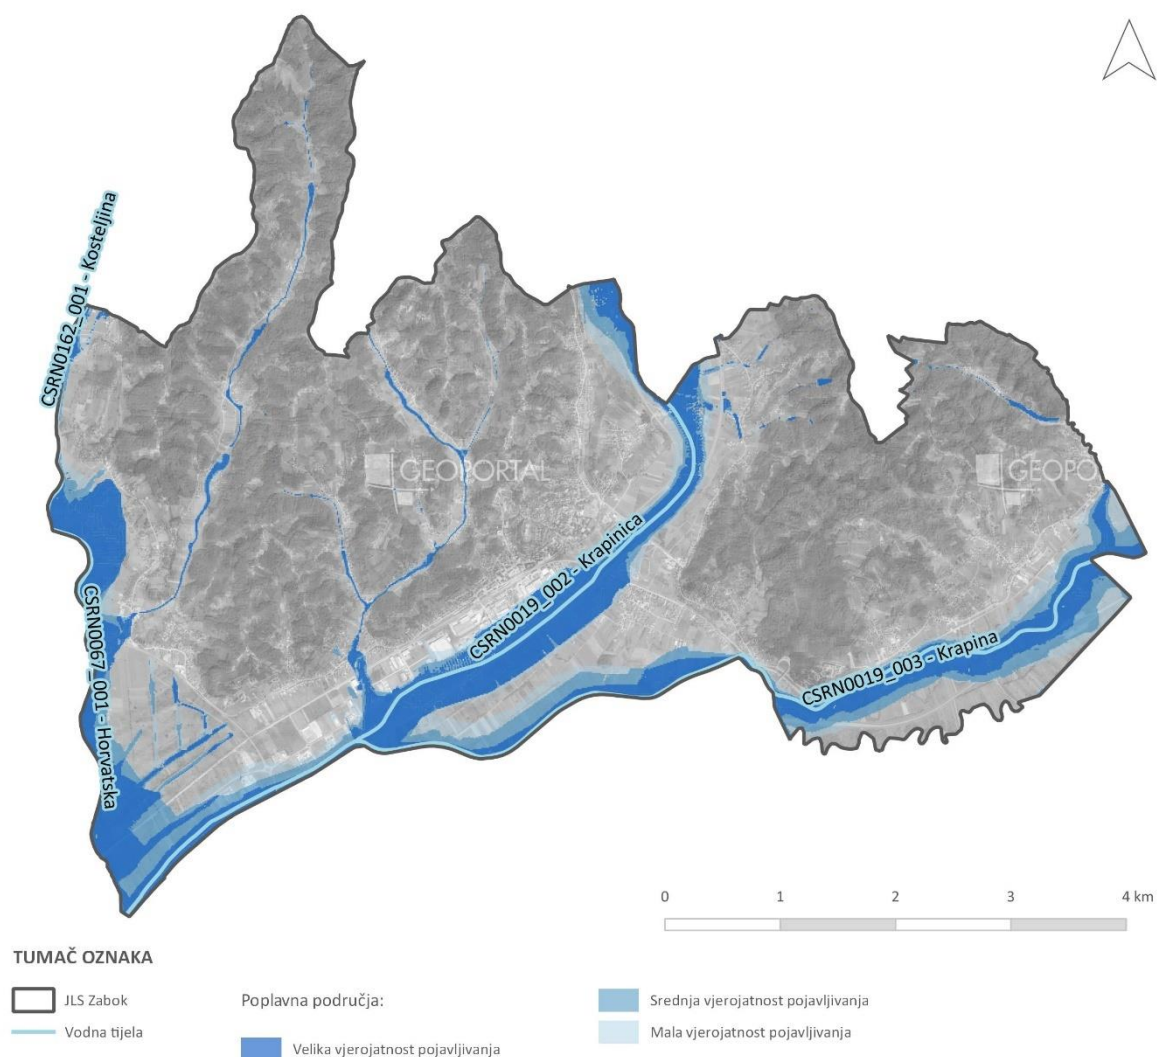 CSRN0162_001 - Kosteljina
GEOPORTAL
GEOPO
CSRN0019_002 - Krapinica
CSRN0067_001 - Horvatska
CSRN0019_003 - Krapina
0 1 2 3 4 km
TUMAČ OZNAKA
JLS Zabok
Vodna tijela
Poplavna područja:
Velika vjerojatnost pojavljivanja
Srednja vjerojatnost pojavljivanja
Mala vjerojatnost pojavljivanja